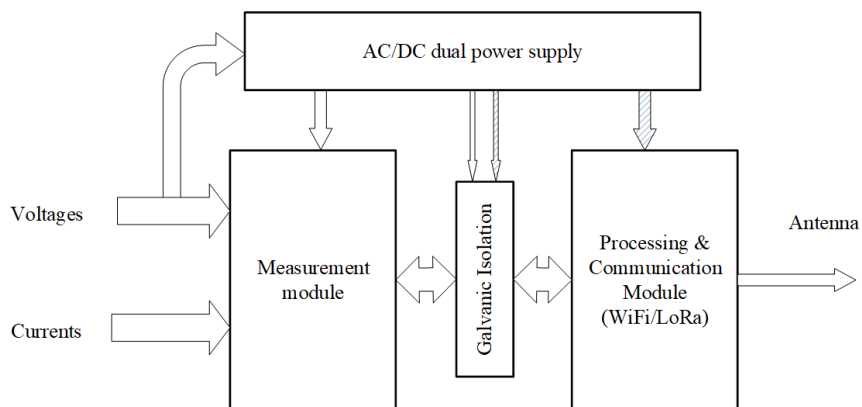 AC/DC dual power supply
Voltages
Currents
Measurement
module
Galvanic Isolation
Processing &
Communication
Module
(WiFi/LoRa)
Antenna